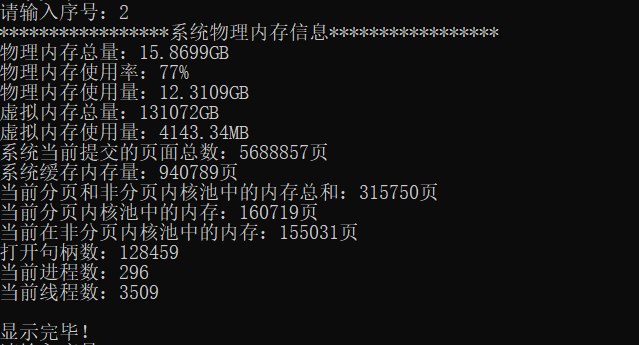 请输入序号：2
*****************系统物理内存信息*****************
物理内存总量：15.8699GB
物理内存使用率：77%
物理内存使用量：12.3109GB
虚拟内存总量：131072GB
虚拟内存使用量：4143.34MB
系统当前提交的页面总数：5688857页
系统缓存内存量：940789页
当前分页和非分页内核池中的内存总和：315750页
当前分页内核池中的内存：160719页
当前在非分页内核池中的内存：155031页
打开句柄数：128459
当前进程数：296
当前线程数：3509
显示完毕！